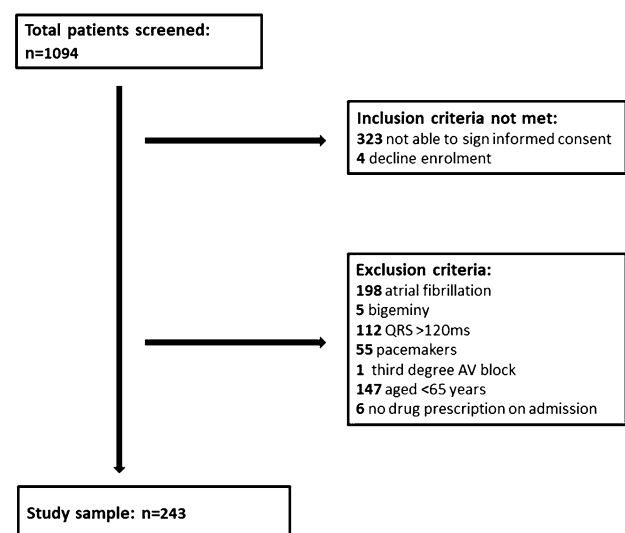 Total patients screened:
n=1094
Inclusion criteria not met:
323 not able to sign informed consent
4 decline enrolment
Exclusion criteria:
198 atrial fibrillation
5 bigeminy
112 QRS >120ms
55 pacemakers
1 third degree AV block
147 aged <65 years
6 no drug prescription on admission
Study sample: n=243